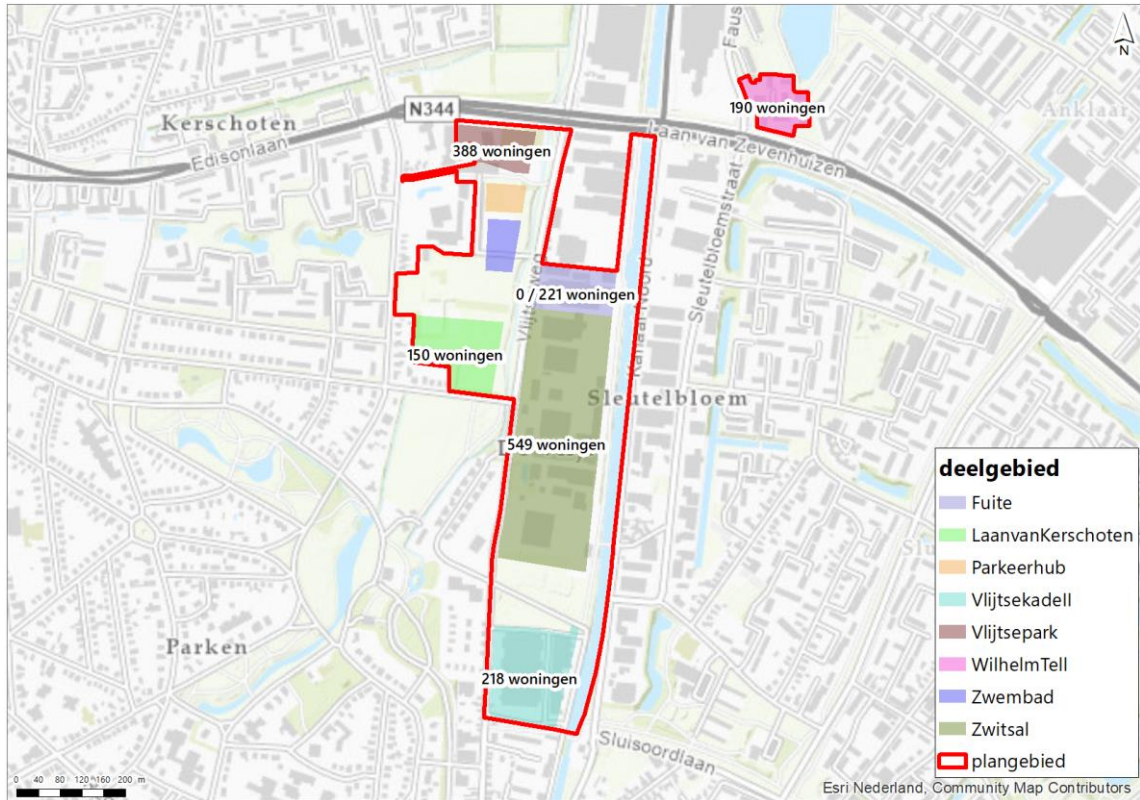 N
N344
Faus
190 woningen
Anklaar
Kerschoten
Edisonlaan
Laan van Zevenhuizen
388 woningen
Sleutelbloemstraat
0 / 221 woningen
Kanaal Noord
150 woningen
Sleutelbloem
549 woningen
218 woningen
Parken
Sluisoordlaan
deelgebied
Fuite
LaanvanKerschoten
Parkeerhub
Vlijtsekadell
Vlijtsepark
WilhelmTell
Zwembad
Zwitsal
plangebied
0 40 80 120 160 200 m
Esri Nederland, Community Map Contributors